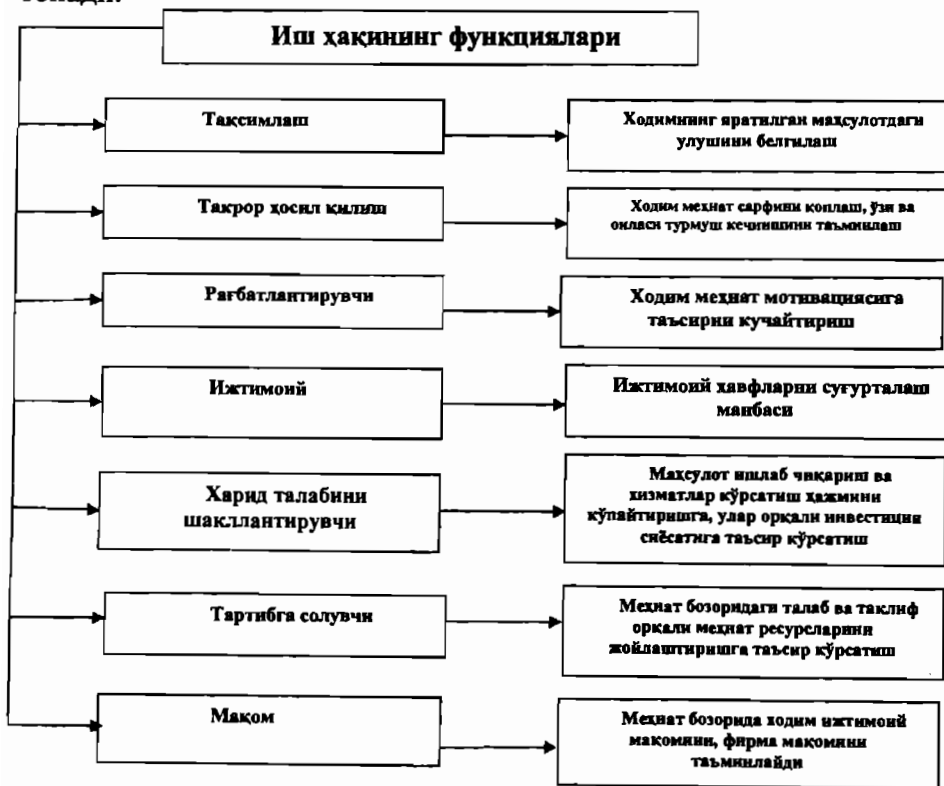 Иш ҳақининг функциялари
Тақсимлаш
Ходимнинг яратилган маҳсулотдаги
улушини белгилаш
Такрор ҳосил қилиш
Ходим меҳнат сарфини қоплаш, ўзи ва
оиласи турмуш кечиишини таъминлаш
Рағбатлантирувчи
Ходим меҳнат мотивациясига
таъсирни кучайтириш
Ижтимоий
Ижтимоий хавфларни суғурталаш
манбаси
Харид талабини
шакллантирувчи
Маҳсулот ишлаб чиқариш ва
хизматлар кўрсатиш ҳажмини
кўпайтиришга, улар орқали инвестиция
сиёсатига таъсир кўрсатиш
Тартибга солувчи
Меҳнат бозоридаги талаб ва таклиф
орқали меҳнат ресурсларини
жойлаштиришга таъсир кўрсатиш
Мақом
Меҳнат бозорида ходим ижтимоий
мақомини, фирма мақомини
таъминлайди